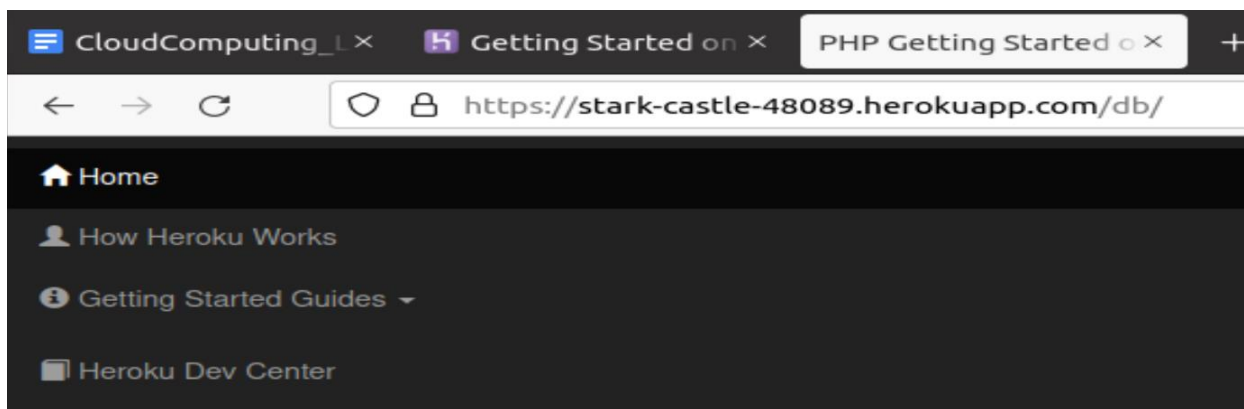 CloudComputing_L Getting Started on PHP Getting Started o
https://stark-castle-48089.herokuapp.com/db/
Home
How Heroku Works
Getting Started Guides
Heroku Dev Center